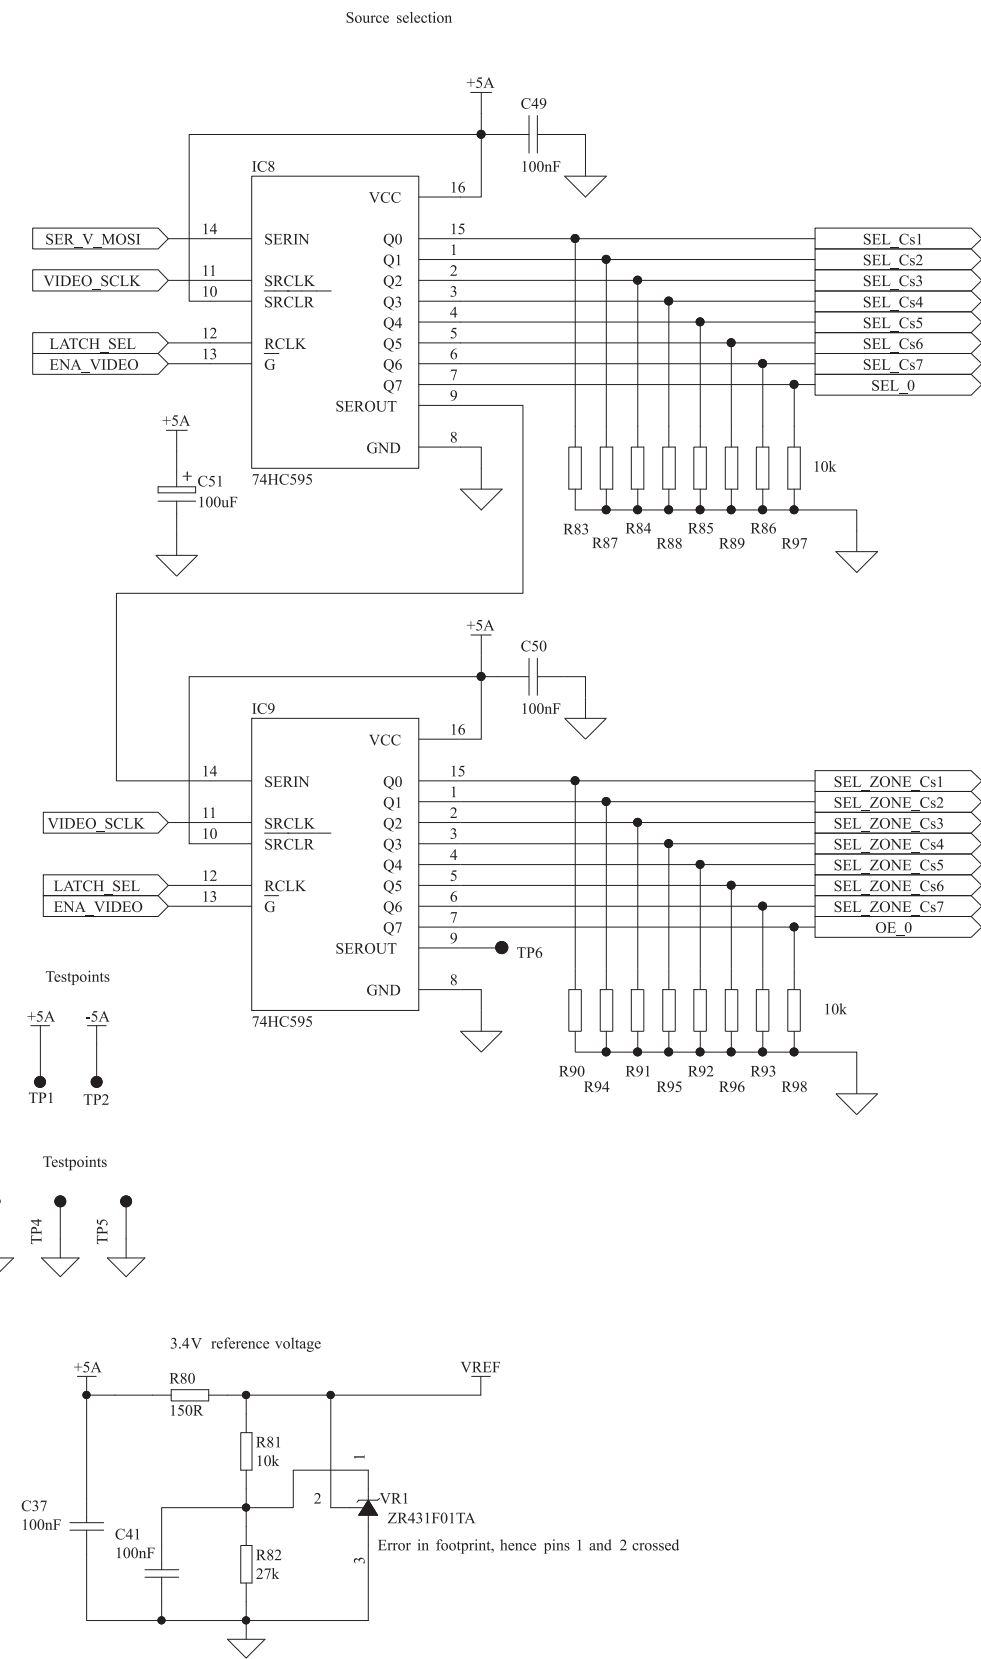 Source selection
+5A
C49
100nF
IC8
VCC
16
SER_V_MOSI
14
SERIN
Q0
15
SEL_Cs1
Q1
1
SEL_Cs2
VIDEO_SCLK
11
SRCLK
Q2
2
SEL_Cs3
10
SRCLR
Q3
3
SEL_Cs4
Q4
4
SEL_Cs5
LATCH_SEL
12
RCLK
Q5
5
SEL_Cs6
ENA_VIDEO
13
G
Q6
6
SEL_Cs7
Q7
7
SEL_0
SEROUT
9
+5A
GND
8
10k
+
C51
100uF
74HC595
R83
R87
R84
R88
R85
R89
R86
R97
+5A
C50
100nF
IC9
VCC
16
14
SERIN
Q0
15
SEL_ZONE_Cs1
Q1
1
SEL_ZONE_Cs2
VIDEO_SCLK
11
SRCLK
Q2
2
SEL_ZONE_Cs3
10
SRCLR
Q3
3
SEL_ZONE_Cs4
Q4
4
SEL_ZONE_Cs5
LATCH_SEL
12
RCLK
Q5
5
SEL_ZONE_Cs6
ENA_VIDEO
13
G
Q6
6
SEL_ZONE_Cs7
Q7
7
OE_0
SEROUT
9
TP6
GND
8
10k
74HC595
R90
R94
R91
R95
R92
R96
R93
R98
Testpoints
+5A
-5A
TP1
TP2
Testpoints
TP4
TP5
3.4V reference voltage
+5A
R80
150R
VREF
R81
10k
1
2
VR1
ZR431F01TA
C37
100nF
C41
100nF
R82
27k
3
Error in footprint, hence pins 1 and 2 crossed